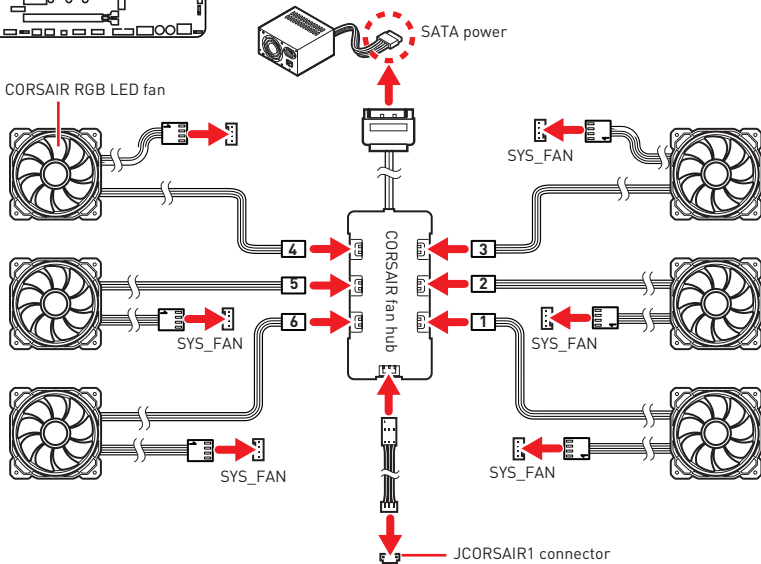 SATA power
CORSAIR RGB LED fan
SYS_FAN
4
3
CORSAIR fan hub
5
2
6
1
SYS_FAN
SYS_FAN
SYS_FAN
SYS_FAN
JCORSAIR1 connector